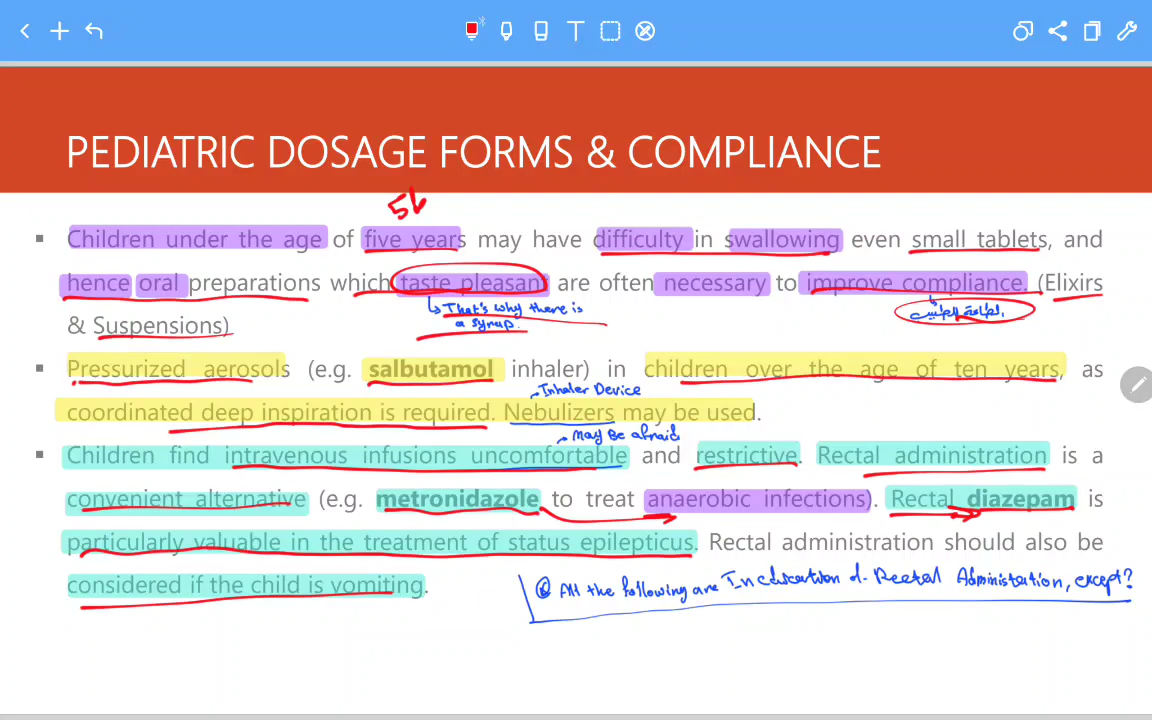 PEDIATRIC DOSAGE FORMS & COMPLIANCE
5Y
Children under the age of five years may have difficulty in swallowing even small tablets, and
hence oral preparations which taste pleasant are often necessary to improve compliance. (Elixirs
That's why there is
a syrup.
& Suspensions)
Pressurized aerosols (e.g. salbutamol inhaler) in children over the age of ten years, as
Inhaler Device
coordinated deep inspiration is required. Nebulizers may be used.
May Be afraid
Children find intravenous infusions uncomfortable and restrictive. Rectal administration is a
convenient alternative (e.g. metronidazole to treat anaerobic infections). Rectal diazepam is
particularly valuable in the treatment of status epilepticus. Rectal administration should also be
considered if the child is vomiting.
All the following are Indication of Rectal Administration, except?